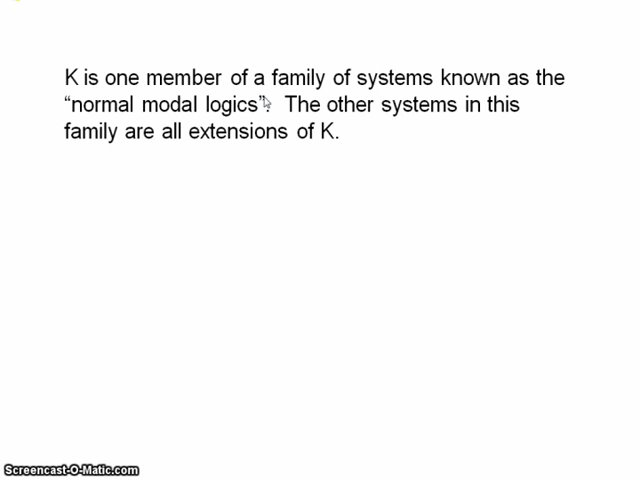 K is one member of a family of systems known as the
“normal modal logics”. The other systems in this
family are all extensions of K.
Screencast-O-Matic.com